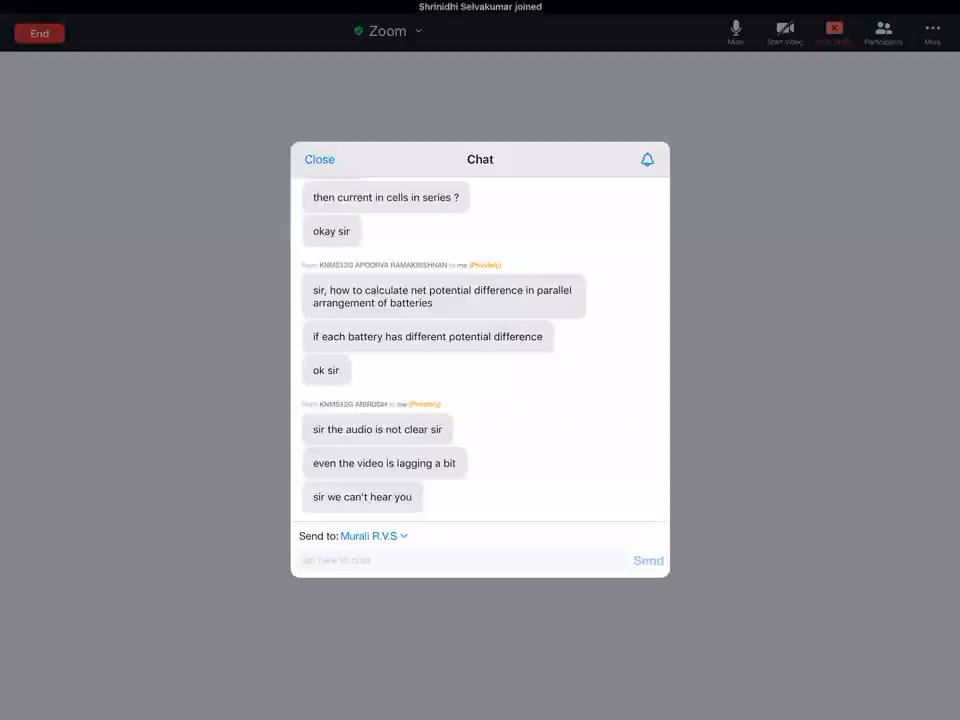 Shrinidhi Selvakumar joined
End
Zoom
Mute
Start Video
Participants
More
Close
Chat
then current in cells in series ?
okay sir
From KNMS12G APOORVA RAMAKRISHNAN to me (Privately)
sir, how to calculate net potential difference in parallel
arrangement of batteries
if each battery has different potential difference
ok sir
From KNMS12G ANIRUDH to me (Privately)
sir the audio is not clear sir
even the video is lagging a bit
sir we can't hear you
Send to: Murali R.V.S
Tap here to chat
Send